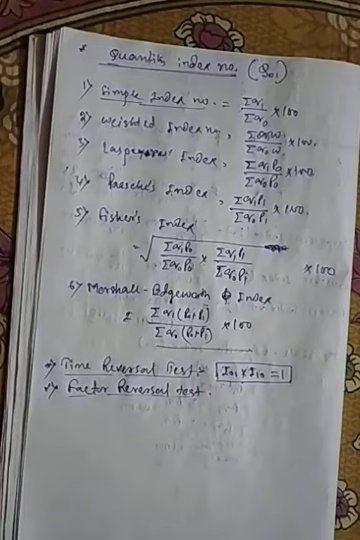 Quantity index no. (Q01)
1) Simple Index no. = Σq1/Σq0 × 100
2) Weighted Index no, = Σq1w/Σq0w × 100.
3) Laspeyres' Index, = Σq1P0/Σq0P0 × 100.
4) Paasche's Index, = Σq1P1/Σq0P1 × 100.
5) Fisher's Index
= √ Σq1P0/Σq0P0 × Σq1P1/Σq0P1 × 100
6) Marshall-Edgeworth Index
Σ Σq1(P0+P1)/Σq0(P0+P1) × 100
Time Reversal Test :- I01 × I10 = 1
Factor Reversal test.